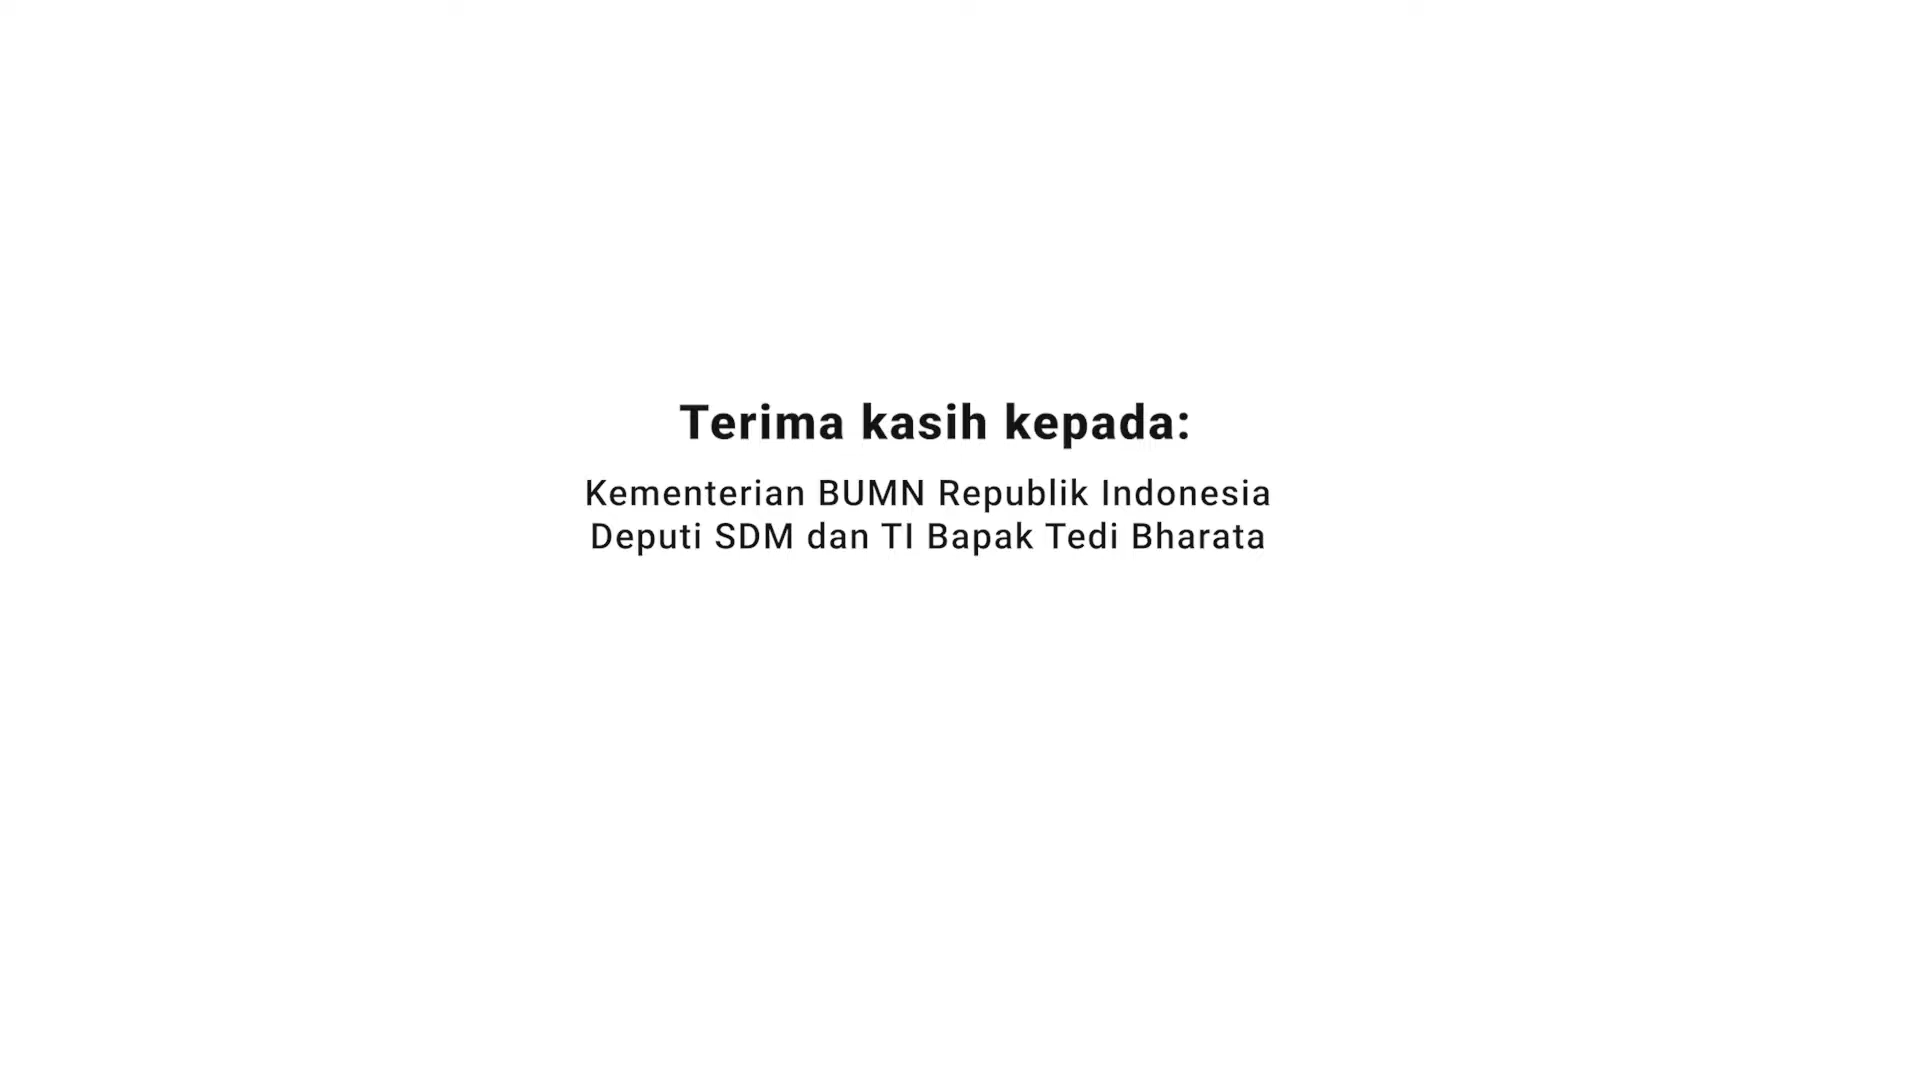 Terima kasih kepada:
Kementerian BUMN Republik Indonesia
Deputi SDM dan TI Bapak Tedi Bharata